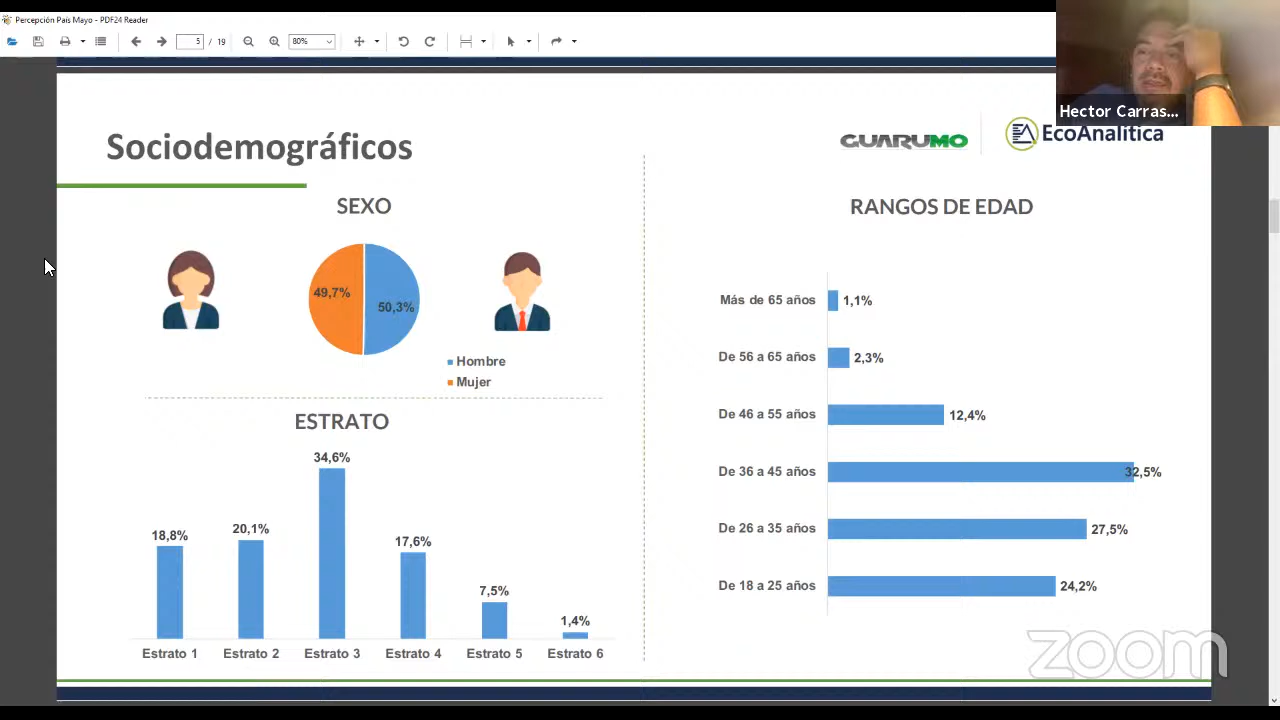 Percepción País Mayo - PDF24 Reader
5 / 19
80%
Hector Carras...
Sociodemográficos
GUARUMO
EcoAnalítica
SEXO
49,7%
50,3%
Hombre
Mujer
ESTRATO
18,8%
20,1%
34,6%
17,6%
7,5%
1,4%
Estrato 1
Estrato 2
Estrato 3
Estrato 4
Estrato 5
Estrato 6
RANGOS DE EDAD
Más de 65 años 1,1%
De 56 a 65 años 2,3%
De 46 a 55 años 12,4%
De 36 a 45 años 32,5%
De 26 a 35 años 27,5%
De 18 a 25 años 24,2%
zoom